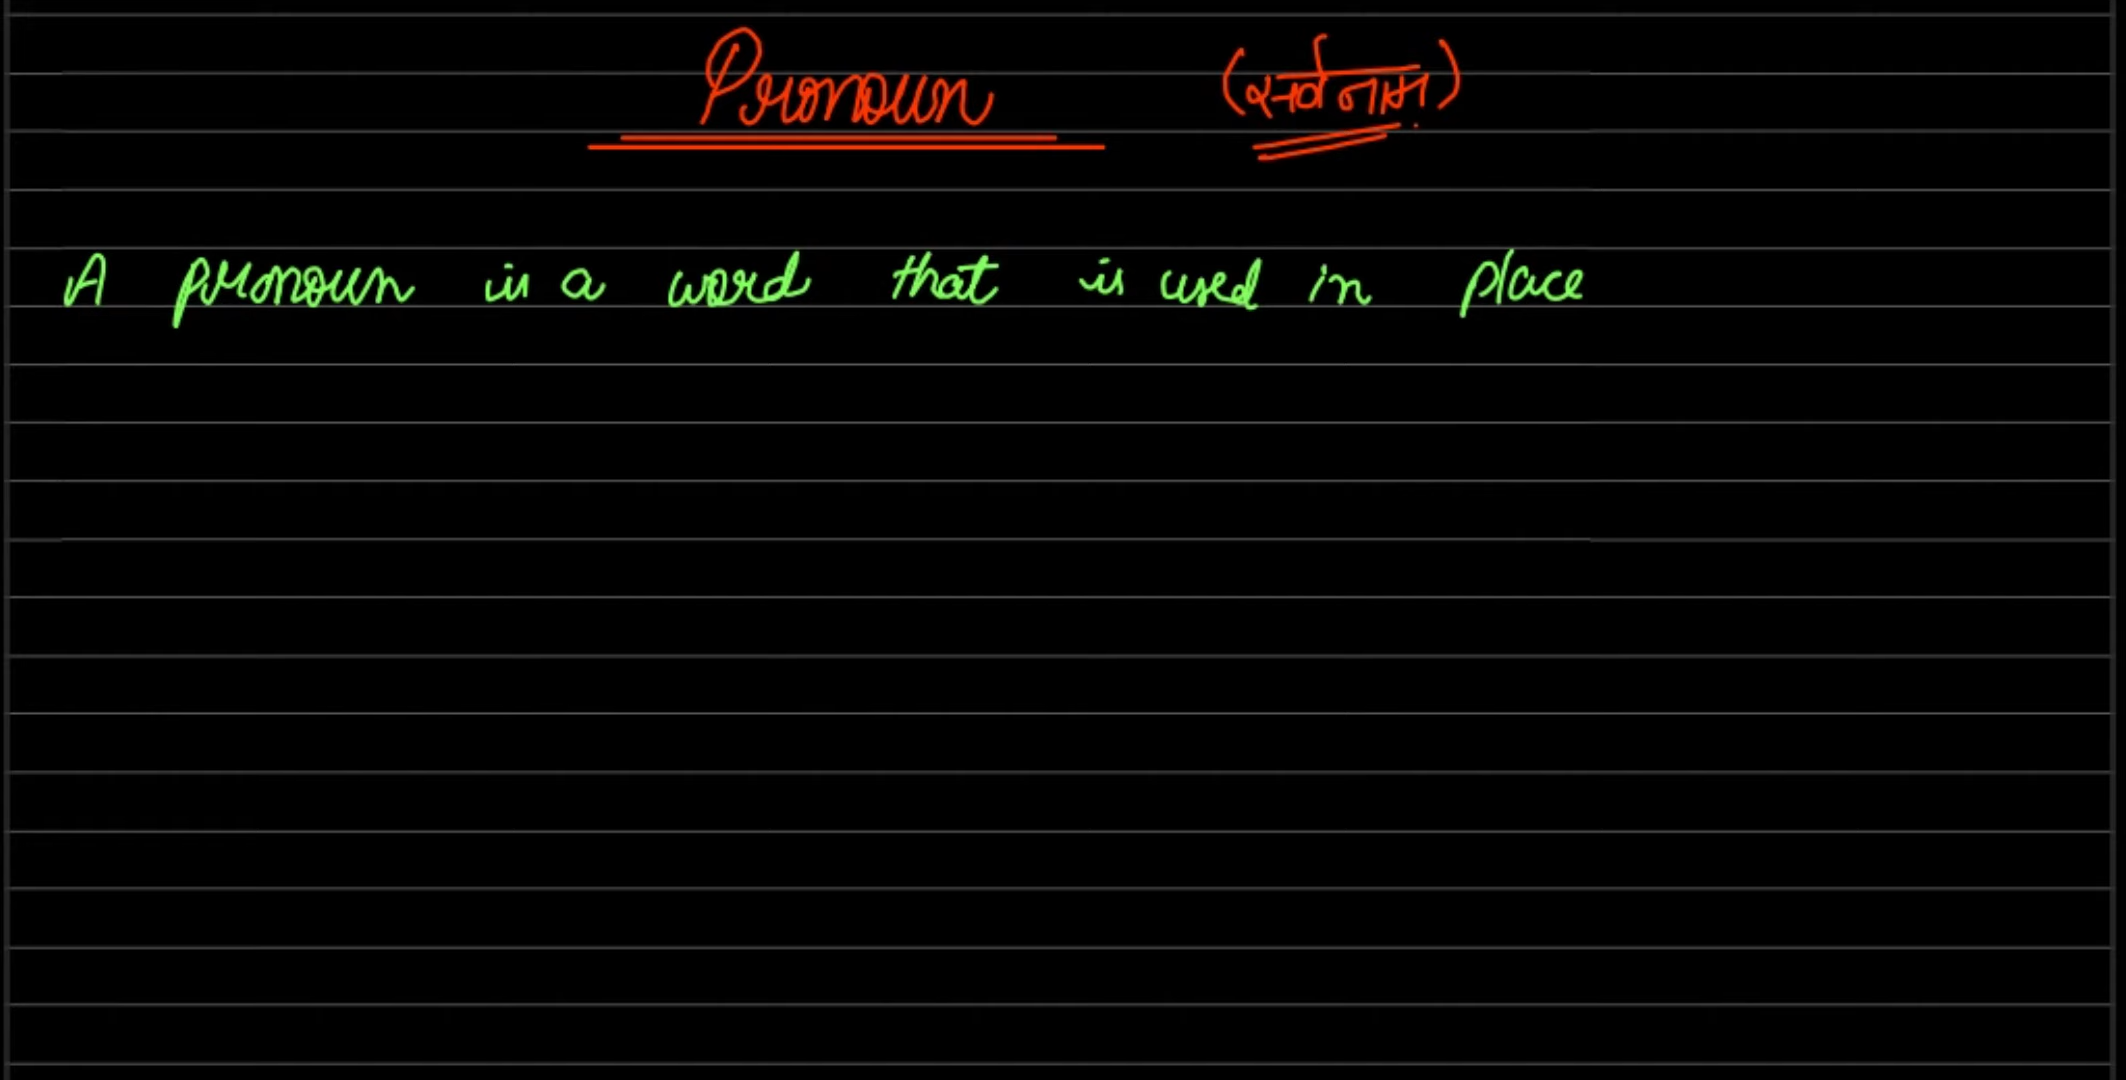 Pronoun (सर्वनाम)
A pronoun is a word that is used in place